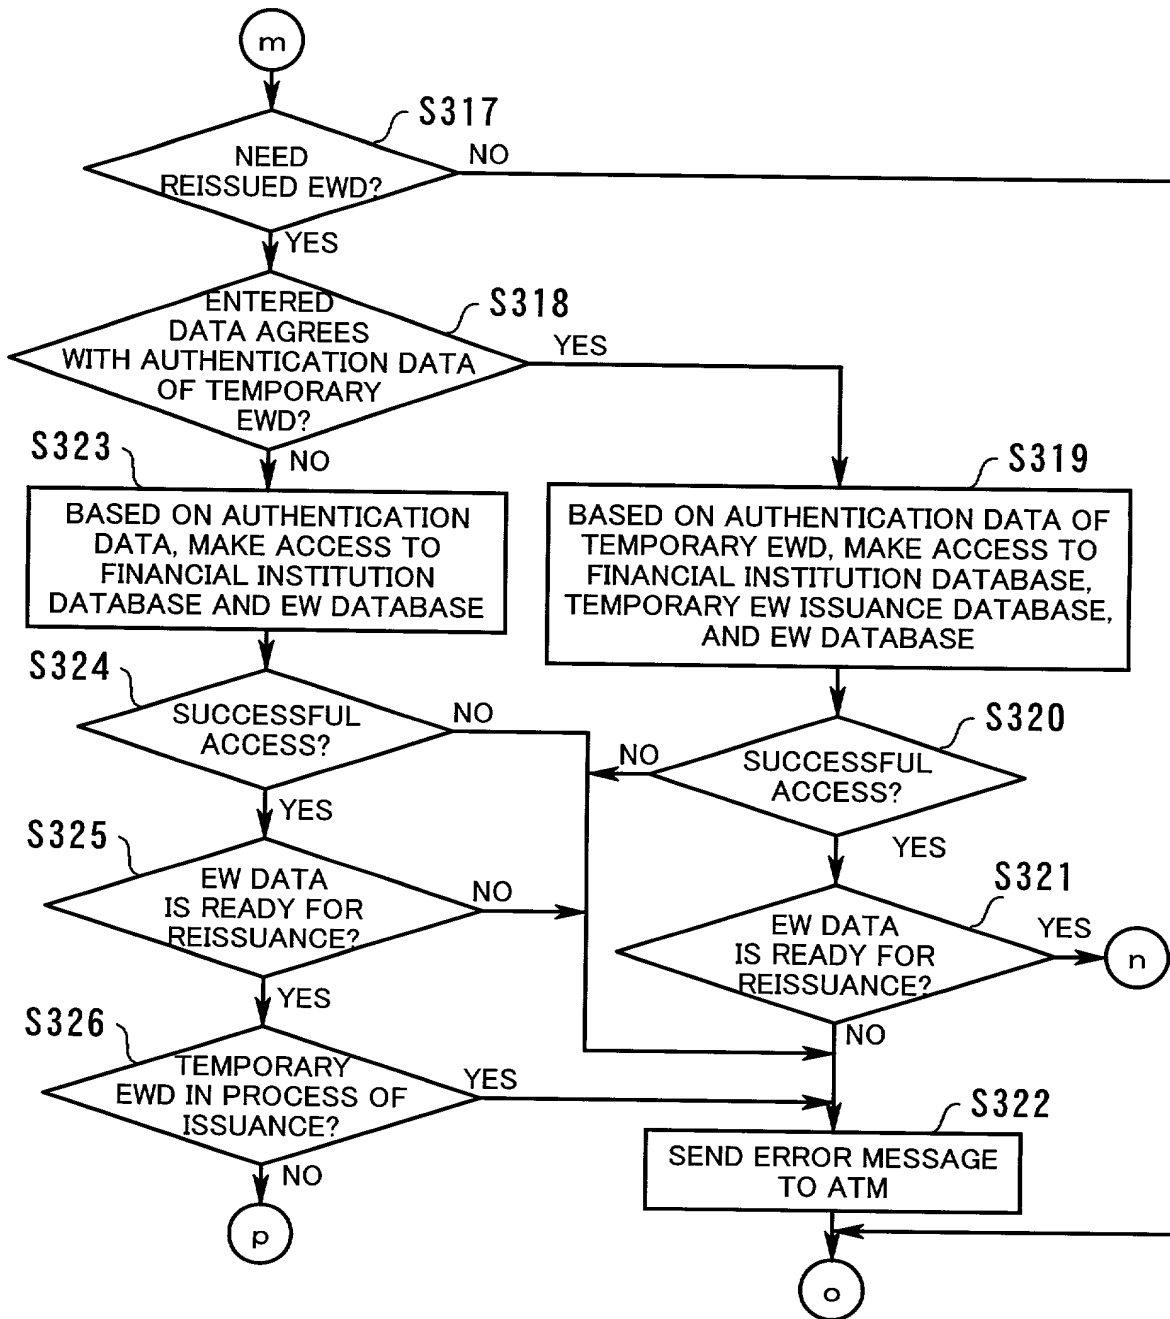 m
S317
NEED
REISSUED EWD?
NO
YES
S318
ENTERED
DATA AGREES
WITH AUTHENTICATION DATA
OF TEMPORARY
EWD?
YES
NO
S323
BASED ON AUTHENTICATION
DATA, MAKE ACCESS TO
FINANCIAL INSTITUTION
DATABASE AND EW DATABASE
S319
BASED ON AUTHENTICATION DATA OF
TEMPORARY EWD, MAKE ACCESS TO
FINANCIAL INSTITUTION DATABASE,
TEMPORARY EW ISSUANCE DATABASE,
AND EW DATABASE
S324
SUCCESSFUL
ACCESS?
NO
YES
S320
NO
SUCCESSFUL
ACCESS?
YES
S325
EW DATA
IS READY FOR
REISSUANCE?
NO
YES
S321
EW DATA
IS READY FOR
REISSUANCE?
YES
n
NO
S326
TEMPORARY
EWD IN PROCESS OF
ISSUANCE?
YES
NO
p
S322
SEND ERROR MESSAGE
TO ATM
o